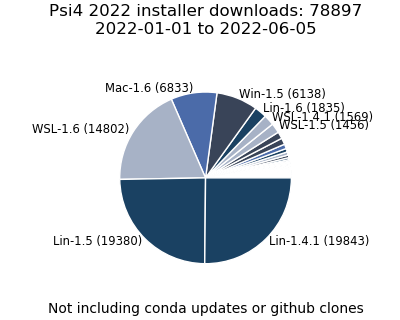 Psi4 2022 installer downloads: 78897
2022-01-01 to 2022-06-05
Mac-1.6 (6833)
Win-1.5 (6138)
Lin-1.6 (1835)
WSL-1.4.1 (1569)
WSL-1.5 (1456)
WSL-1.6 (14802)
Lin-1.5 (19380)
Lin-1.4.1 (19843)
Not including conda updates or github clones